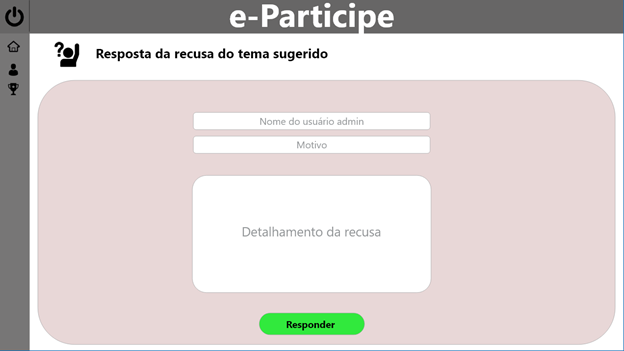 e-Participe
Resposta da recusa do tema sugerido
Nome do usuário admin
Motivo
Detalhamento da recusa
Responder